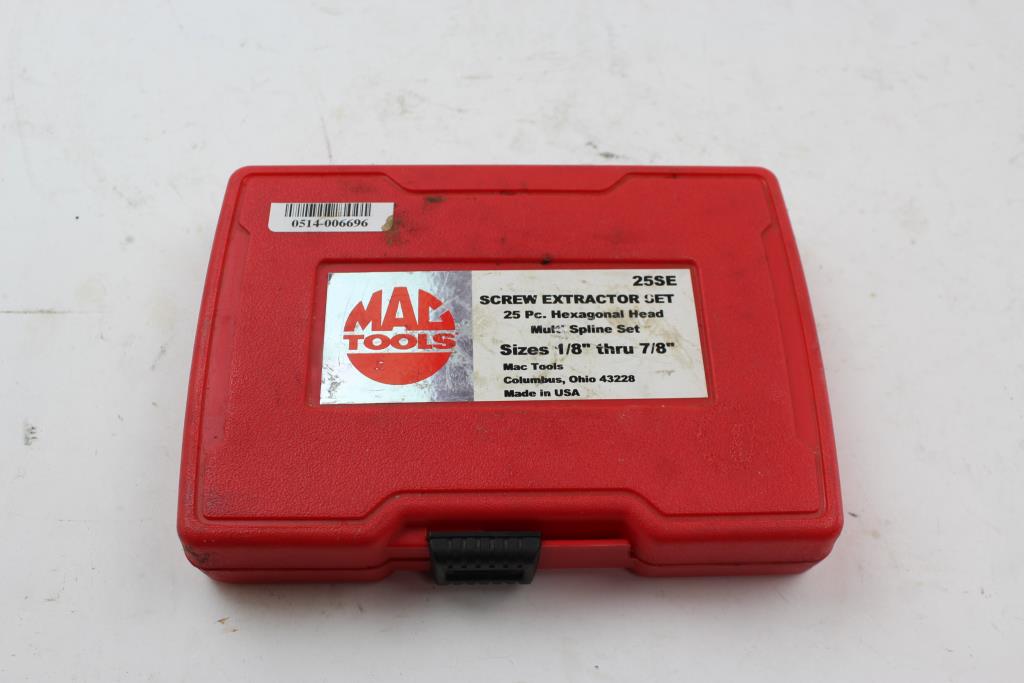 0514-006696
MAC
TOOLS
25SE
SCREW EXTRACTOR SET
25 Pc. Hexagonal Head
Multi Spline Set
Sizes 1/8" thru 7/8"
Mac Tools
Columbus, Ohio 43228
Made in USA